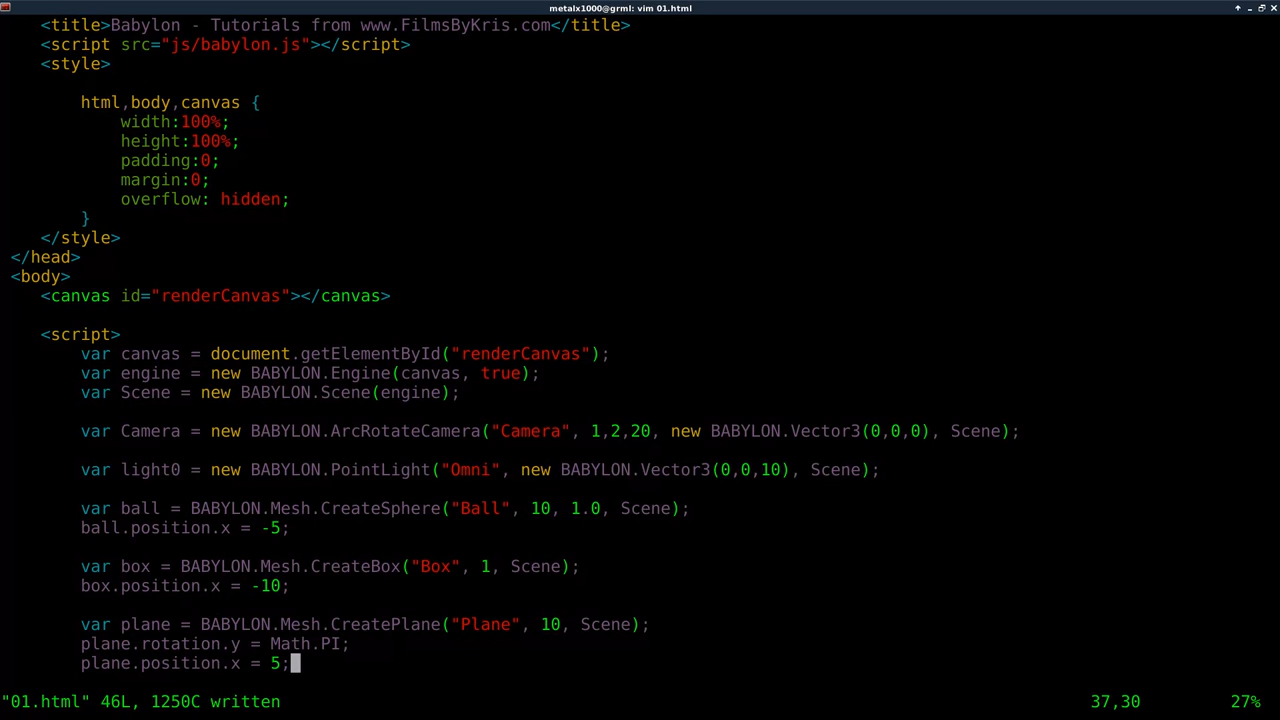 metalx1000@grml: vim 01.html
<title>Babylon - Tutorials from www.FilmsByKris.com</title>
<script src="js/babylon.js"></script>
<style>
html,body,canvas {
width:100%;
height:100%;
padding:0;
margin:0;
overflow: hidden;
}
</style>
</head>
<body>
<canvas id="renderCanvas"></canvas>
<script>
var canvas = document.getElementById("renderCanvas");
var engine = new BABYLON.Engine(canvas, true);
var Scene = new BABYLON.Scene(engine);
var Camera = new BABYLON.ArcRotateCamera("Camera", 1,2,20, new BABYLON.Vector3(0,0,0), Scene);
var light0 = new BABYLON.PointLight("Omni", new BABYLON.Vector3(0,0,10), Scene);
var ball = BABYLON.Mesh.CreateSphere("Ball", 10, 1.0, Scene);
ball.position.x = -5;
var box = BABYLON.Mesh.CreateBox("Box", 1, Scene);
box.position.x = -10;
var plane = BABYLON.Mesh.CreatePlane("Plane", 10, Scene);
plane.rotation.y = Math.PI;
plane.position.x = 5;
"01.html" 46L, 1250C written 37,30 27%